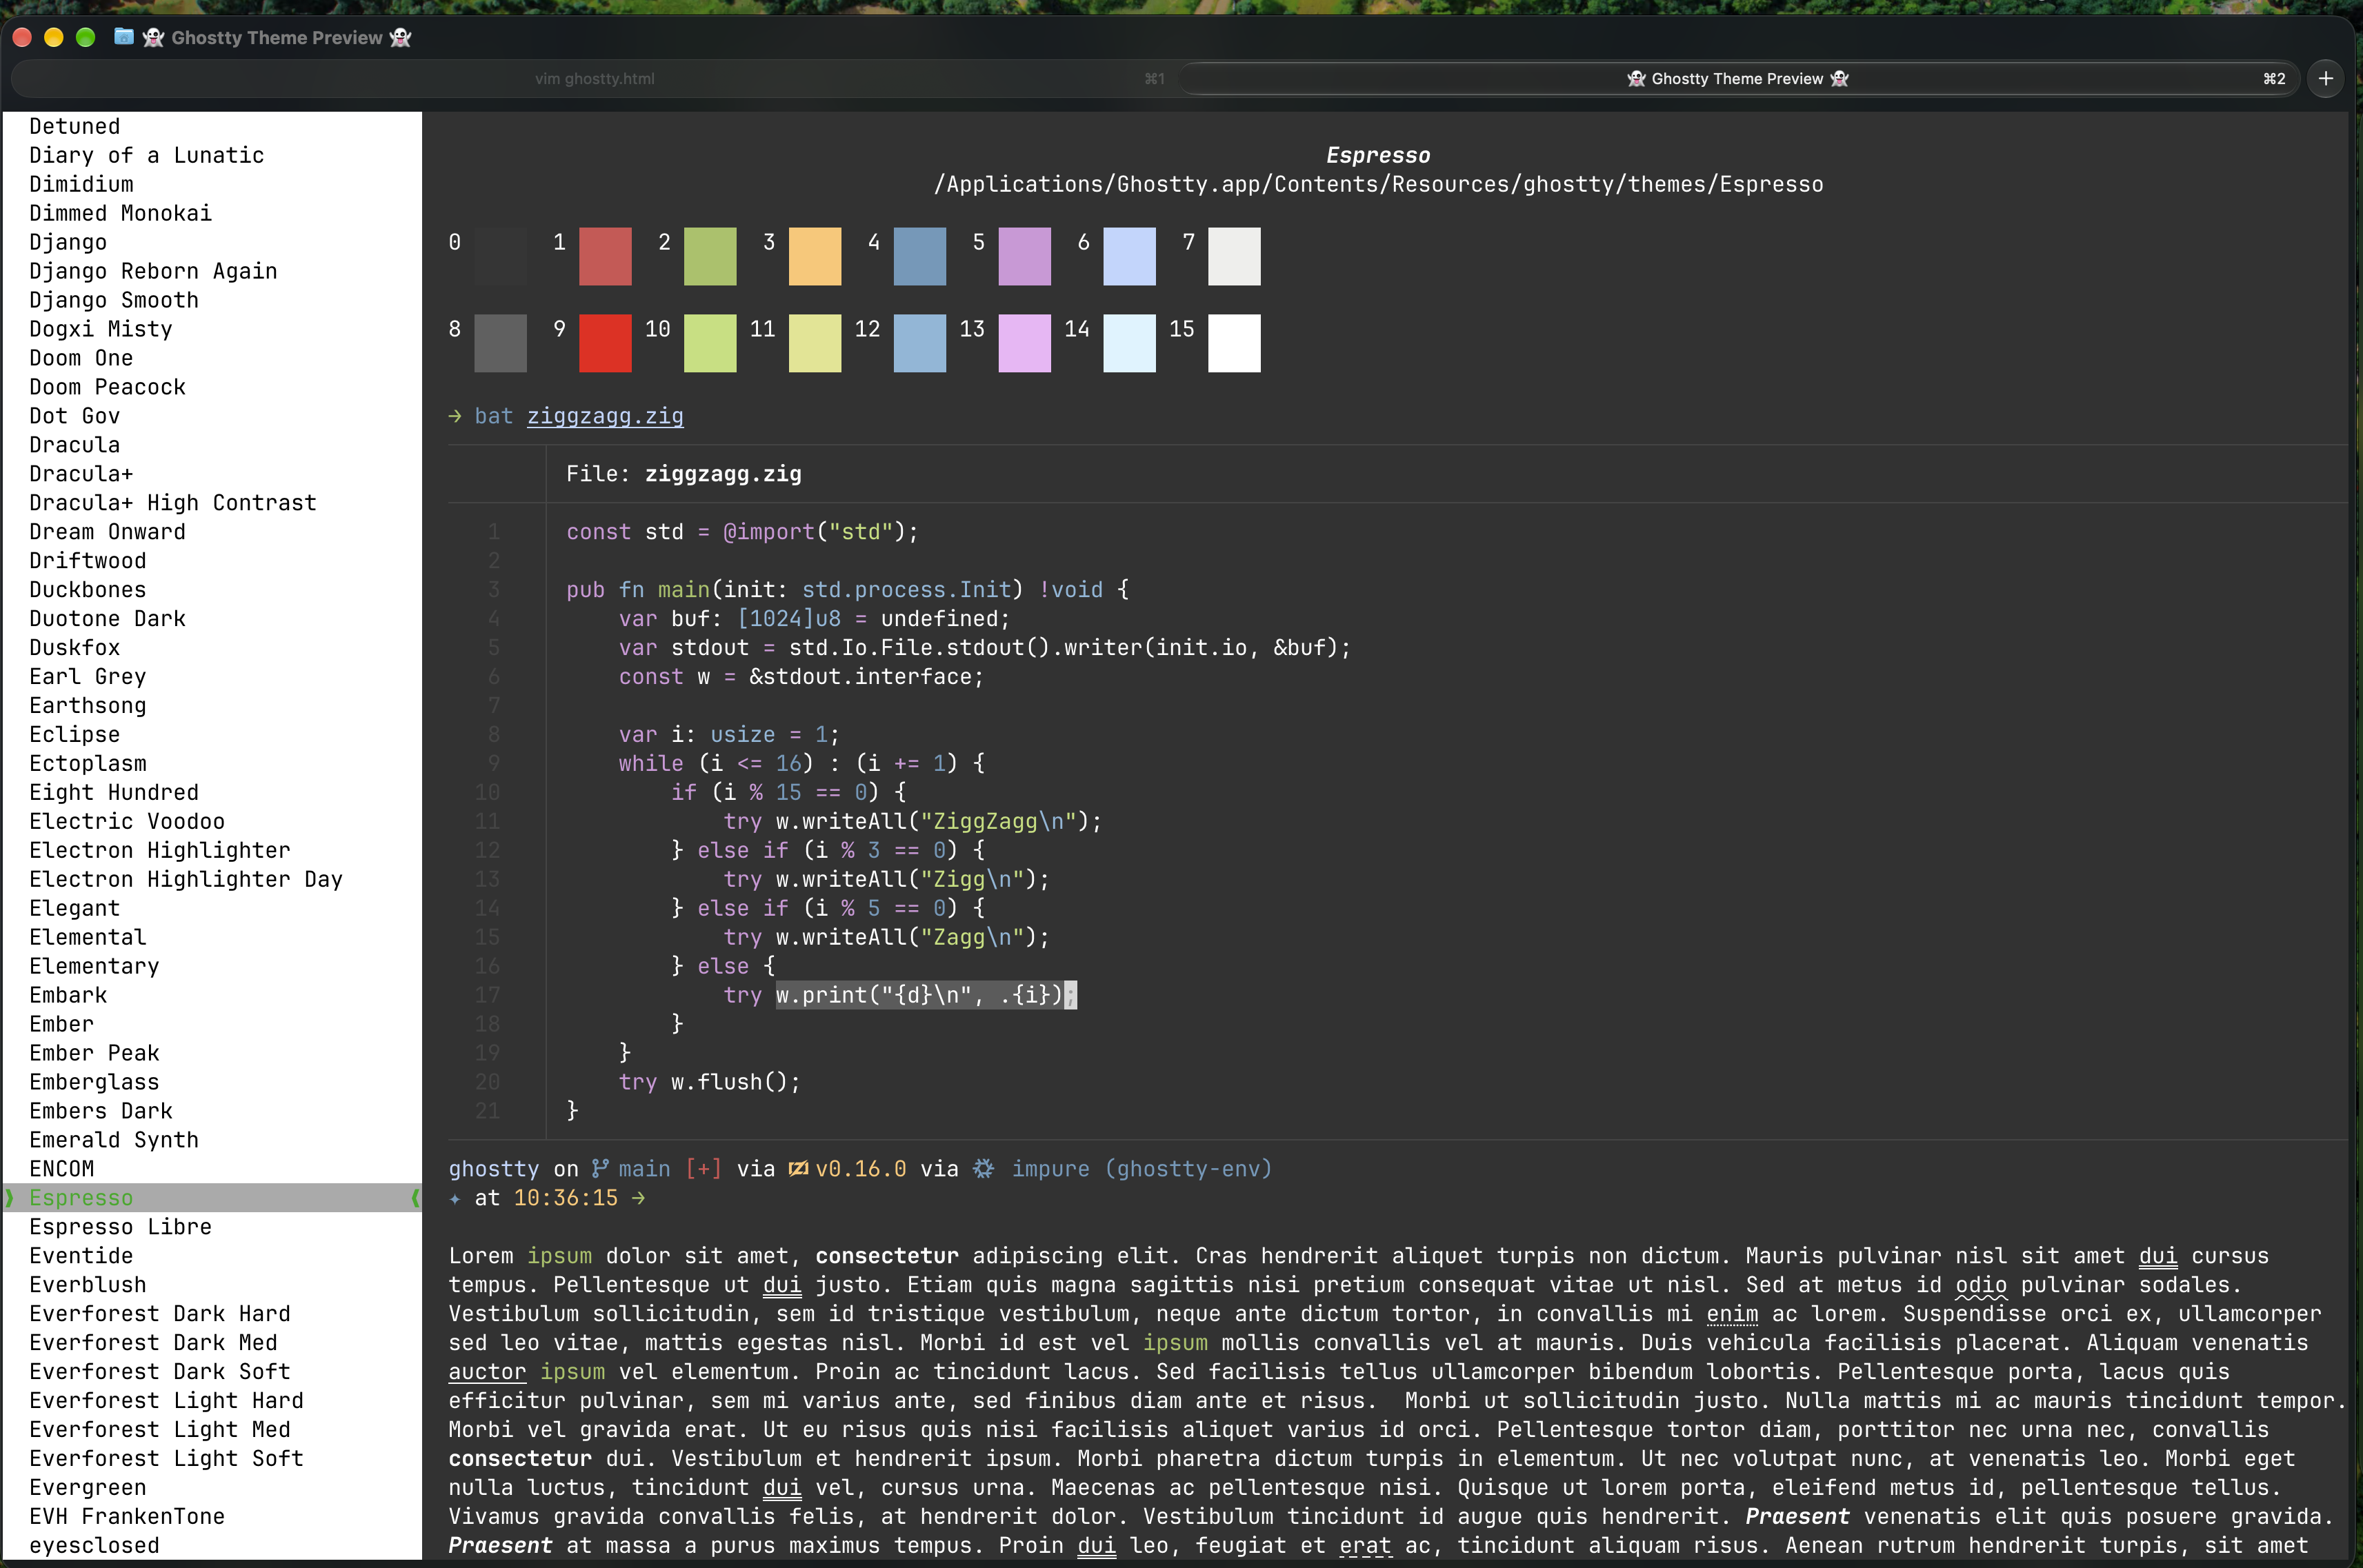 👻 Ghostty Theme Preview 👻
vim ghostty.html ⌘1
👻 Ghostty Theme Preview 👻 ⌘2 +
Detuned
Diary of a Lunatic
Dimidium
Dimmed Monokai
Django
Django Reborn Again
Django Smooth
Dogxi Misty
Doom One
Doom Peacock
Dot Gov
Dracula
Dracula+
Dracula+ High Contrast
Dream Onward
Driftwood
Duckbones
Duotone Dark
Duskfox
Earl Grey
Earthsong
Eclipse
Ectoplasm
Eight Hundred
Electric Voodoo
Electron Highlighter
Electron Highlighter Day
Elegant
Elemental
Elementary
Embark
Ember
Ember Peak
Emberglass
Embers Dark
Emerald Synth
ENCOM
❫ Espresso ❪
Espresso Libre
Eventide
Everblush
Everforest Dark Hard
Everforest Dark Med
Everforest Dark Soft
Everforest Light Hard
Everforest Light Med
Everforest Light Soft
Evergreen
EVH FrankenTone
eyesclosed
Espresso
/Applications/Ghostty.app/Contents/Resources/ghostty/themes/Espresso
0 1 2 3 4 5 6 7
8 9 10 11 12 13 14 15
→ bat ziggzagg.zig
File: ziggzagg.zig
1 const std = @import("std");
2
3 pub fn main(init: std.process.Init) !void {
4     var buf: [1024]u8 = undefined;
5     var stdout = std.Io.File.stdout().writer(init.io, &buf);
6     const w = &stdout.interface;
7
8     var i: usize = 1;
9     while (i <= 16) : (i += 1) {
10         if (i % 15 == 0) {
11             try w.writeAll("ZiggZagg\n");
12         } else if (i % 3 == 0) {
13             try w.writeAll("Zigg\n");
14         } else if (i % 5 == 0) {
15             try w.writeAll("Zagg\n");
16         } else {
17             try w.print("{d}\n", .{i});
18         }
19     }
20     try w.flush();
21 }
ghostty on main [+] via v0.16.0 via impure (ghostty-env)
✦ at 10:36:15 →
Lorem ipsum dolor sit amet, consectetur adipiscing elit. Cras hendrerit aliquet turpis non dictum. Mauris pulvinar nisl sit amet dui cursus
tempus. Pellentesque ut dui justo. Etiam quis magna sagittis nisi pretium consequat vitae ut nisl. Sed at metus id odio pulvinar sodales.
Vestibulum sollicitudin, sem id tristique vestibulum, neque ante dictum tortor, in convallis mi enim ac lorem. Suspendisse orci ex, ullamcorper
sed leo vitae, mattis egestas nisl. Morbi id est vel ipsum mollis convallis vel at mauris. Duis vehicula facilisis placerat. Aliquam venenatis
auctor ipsum vel elementum. Proin ac tincidunt lacus. Sed facilisis tellus ullamcorper bibendum lobortis. Pellentesque porta, lacus quis
efficitur pulvinar, sem mi varius ante, sed finibus diam ante et risus.  Morbi ut sollicitudin justo. Nulla mattis mi ac mauris tincidunt tempor.
Morbi vel gravida erat. Ut eu risus quis nisi facilisis aliquet varius id orci. Pellentesque tortor diam, porttitor nec urna nec, convallis
consectetur dui. Vestibulum et hendrerit ipsum. Morbi pharetra dictum turpis in elementum. Ut nec volutpat nunc, at venenatis leo. Morbi eget
nulla luctus, tincidunt dui vel, cursus urna. Maecenas ac pellentesque nisi. Quisque ut lorem porta, eleifend metus id, pellentesque tellus.
Vivamus gravida convallis felis, at hendrerit dolor. Vestibulum tincidunt id augue quis hendrerit. Praesent venenatis elit quis posuere gravida.
Praesent at massa a purus maximus tempus. Proin dui leo, feugiat et erat ac, tincidunt aliquam risus. Aenean rutrum hendrerit turpis, sit amet